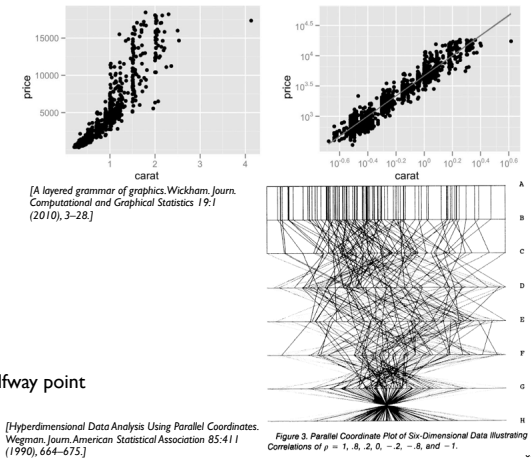 15000
10000
5000
price
1
2
3
4
carat
10^4.5
10^4
10^3.5
10^3
price
10^-0.6
10^-0.4
10^-0.2
10^0
10^0.2
10^0.4
10^0.6
carat
[A layered grammar of graphics. Wickham. Journ.
Computational and Graphical Statistics 19:1
(2010), 3–28.]
A
B
C
D
E
F
G
H
lfway point
[Hyperdimensional Data Analysis Using Parallel Coordinates.
Wegman. Journ. American Statistical Association 85:411
(1990), 664–675.]
Figure 3. Parallel Coordinate Plot of Six-Dimensional Data Illustrating
Correlations of ρ = 1, .8, .2, 0, −.2, −.8, and −1.